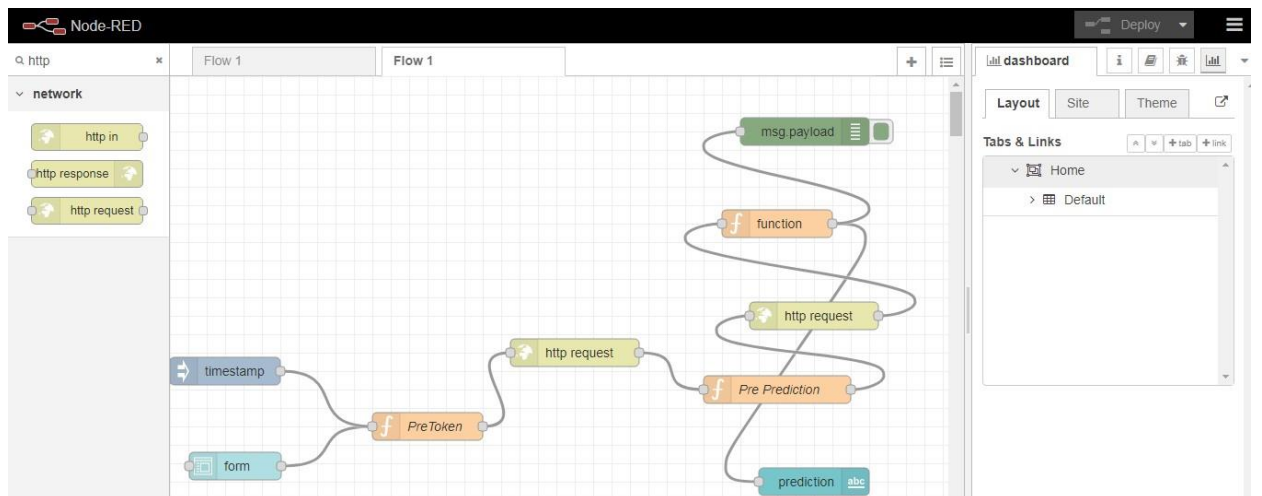 Node-RED
Deploy
http
Flow 1
Flow 1
dashboard
i
network
Layout
Site
Theme
http in
msg.payload
Tabs & Links
+ tab
+ link
http response
Home
http request
Default
f function
http request
http request
timestamp
f Pre Prediction
f PreToken
form
prediction
abc